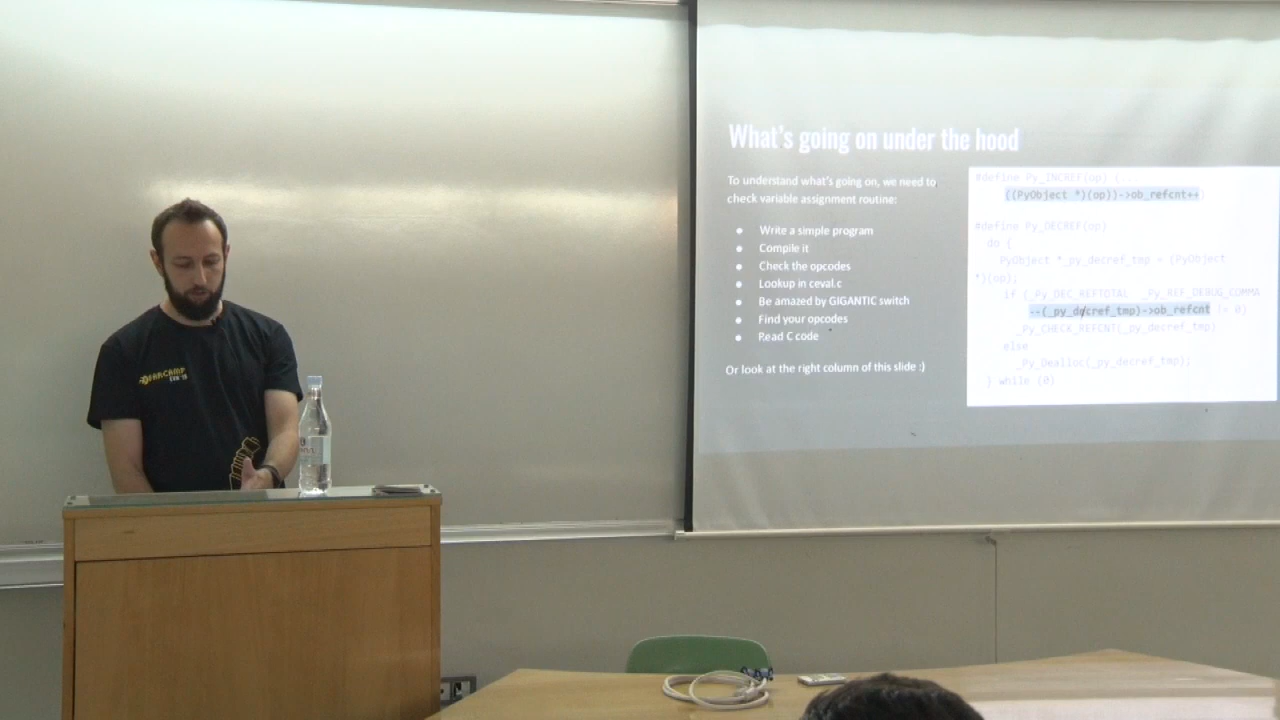 What's going on under the hood
To understand what's going on, we need to
check variable assignment routine:
● Write a simple program
● Compile it
● Check the opcodes
● Lookup in ceval.c
● Be amazed by GIGANTIC switch
● Find your opcodes
● Read C code
Or look at the right column of this slide :)
#define Py_INCREF(op) (...
((PyObject *)(op))->ob_refcnt++)
#define Py_DECREF(op)
do {
PyObject *_py_decref_tmp = (PyObject
*)(op);
if (_Py_DEC_REFTOTAL _Py_REF_DEBUG_COMMA
--(_py_decref_tmp)->ob_refcnt != 0)
_Py_CHECK_REFCNT(_py_decref_tmp)
else
_Py_Dealloc(_py_decref_tmp);
} while (0)
BARCAMP